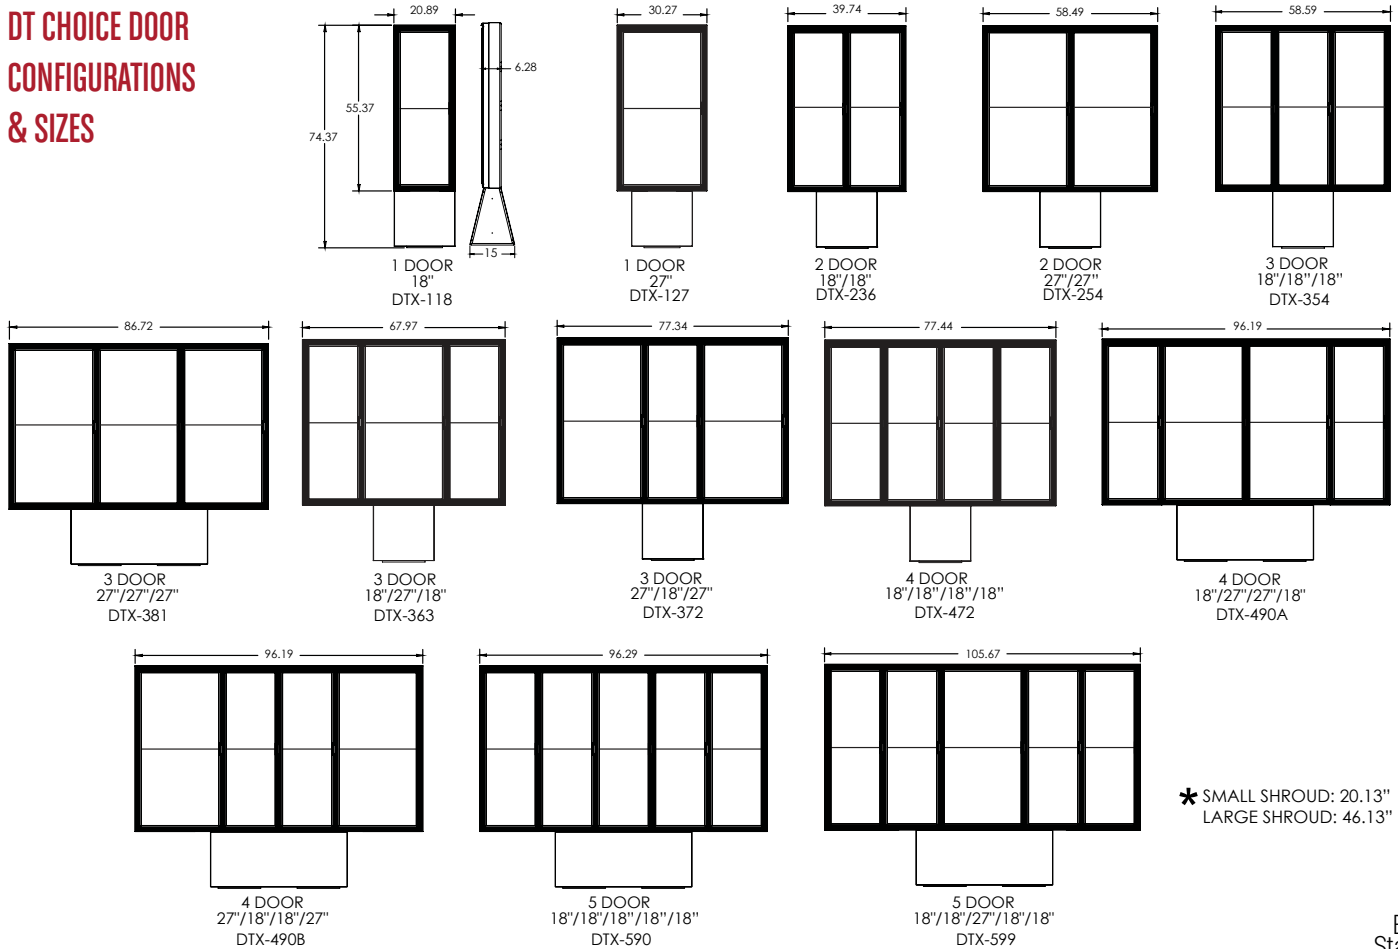 DT CHOICE DOOR
CONFIGURATIONS
& SIZES
20.89
6.28
55.37
74.37
15
1 DOOR
18"
DTX-118
30.27
1 DOOR
27"
DTX-127
39.74
2 DOOR
18"/18"
DTX-236
58.49
2 DOOR
27"/27"
DTX-254
58.59
3 DOOR
18"/18"/18"
DTX-354
86.72
3 DOOR
27"/27"/27"
DTX-381
67.97
3 DOOR
18"/27"/18"
DTX-363
77.34
3 DOOR
27"/18"/27"
DTX-372
77.44
4 DOOR
18"/18"/18"/18"
DTX-472
96.19
4 DOOR
18"/27"/27"/18"
DTX-490A
96.19
4 DOOR
27"/18"/18"/27"
DTX-490B
96.29
5 DOOR
18"/18"/18"/18"/18"
DTX-590
105.67
5 DOOR
18"/18"/27"/18"/18"
DTX-599
* SMALL SHROUD: 20.13”
LARGE SHROUD: 46.13”